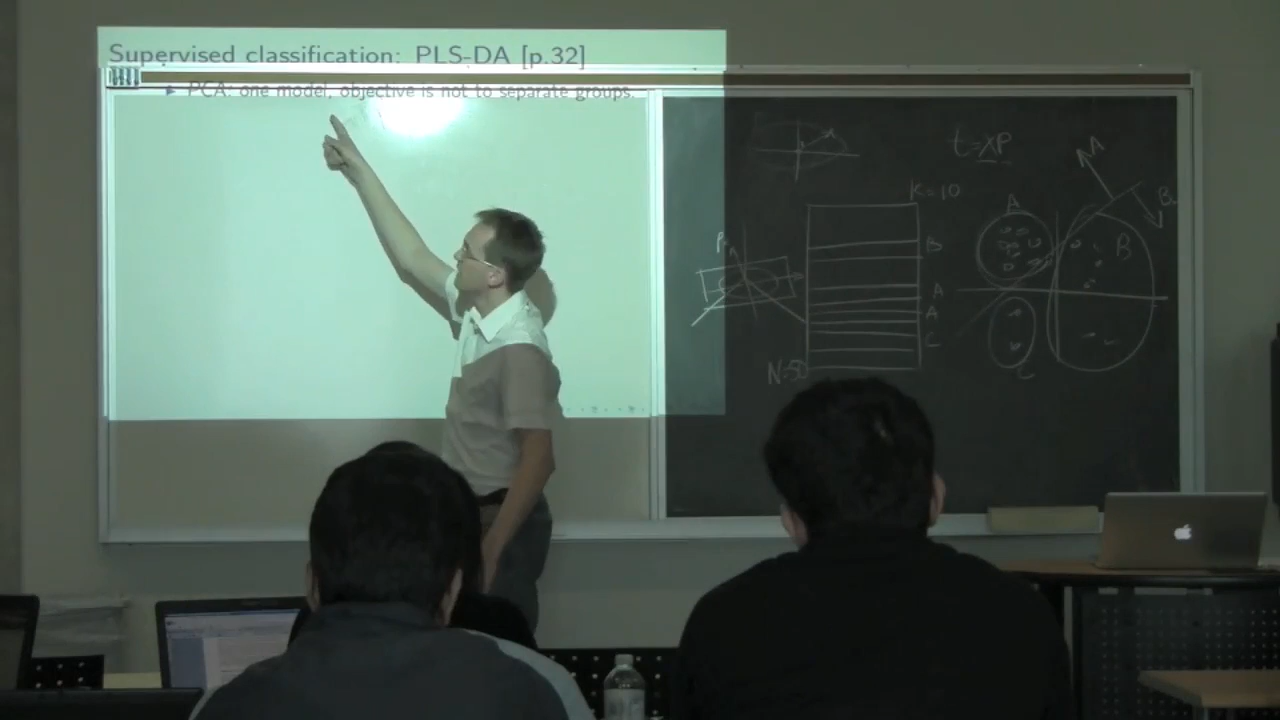 Supervised classification: PLS-DA [p.32]
PCA: one model, objective is not to separate groups.
t=XP
K=10
A
B
B
A
A
C
N=50
C